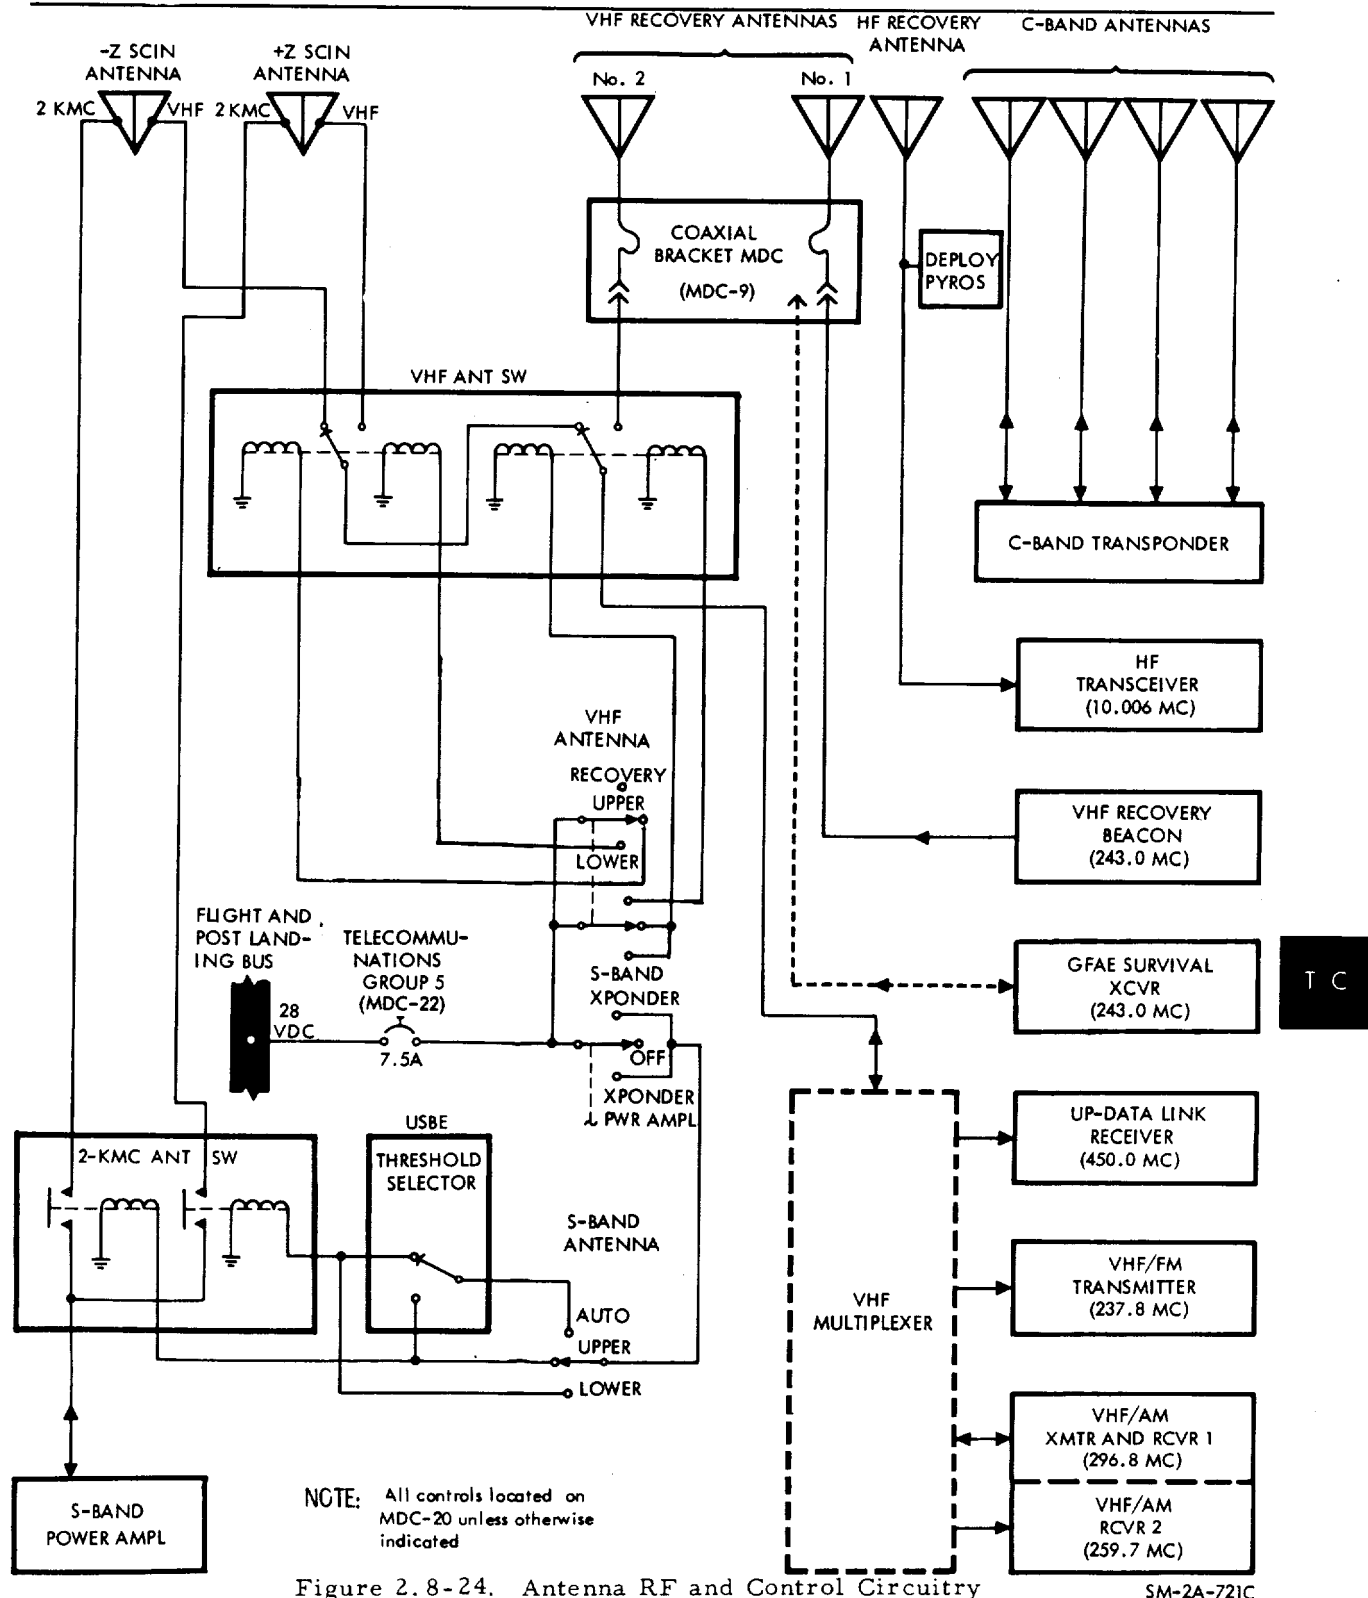 VHF RECOVERY ANTENNAS
HF RECOVERY
ANTENNA
C-BAND ANTENNAS
-Z SCIN
ANTENNA
+Z SCIN
ANTENNA
No. 2
No. 1
2 KMC
VHF
2 KMC
VHF
COAXIAL
BRACKET MDC
(MDC-9)
DEPLOY
PYROS
VHF ANT SW
C-BAND TRANSPONDER
HF
TRANSCEIVER
(10.006 MC)
VHF
ANTENNA
RECOVERY
UPPER
LOWER
VHF RECOVERY
BEACON
(243.0 MC)
FLIGHT AND
POST LAND-
ING BUS
TELECOMMU-
NATIONS
GROUP 5
(MDC-22)
28
VDC
7.5A
S-BAND
XPONDER
OFF
XPONDER
PWR AMPL
GFAE SURVIVAL
XCVR
(243.0 MC)
T C
UP-DATA LINK
RECEIVER
(450.0 MC)
2-KMC ANT SW
USBE
THRESHOLD
SELECTOR
S-BAND
ANTENNA
AUTO
UPPER
LOWER
VHF
MULTIPLEXER
VHF/FM
TRANSMITTER
(237.8 MC)
VHF/AM
XMTR AND RCVR 1
(296.8 MC)
VHF/AM
RCVR 2
(259.7 MC)
S-BAND
POWER AMPL
NOTE: All controls located on
MDC-20 unless otherwise
indicated
Figure 2.8-24. Antenna RF and Control Circuitry
SM-2A-721C